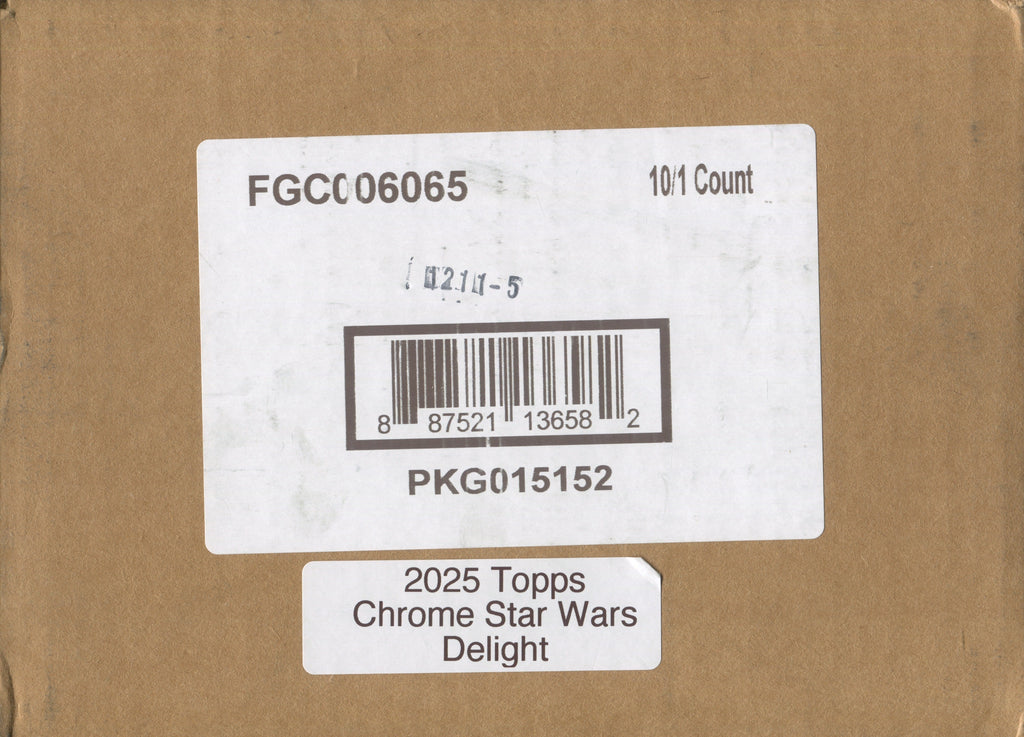 FGC006065
10/1 Count
8 87521 13658 2
PKG015152
2025 Topps
Chrome Star Wars
Delight